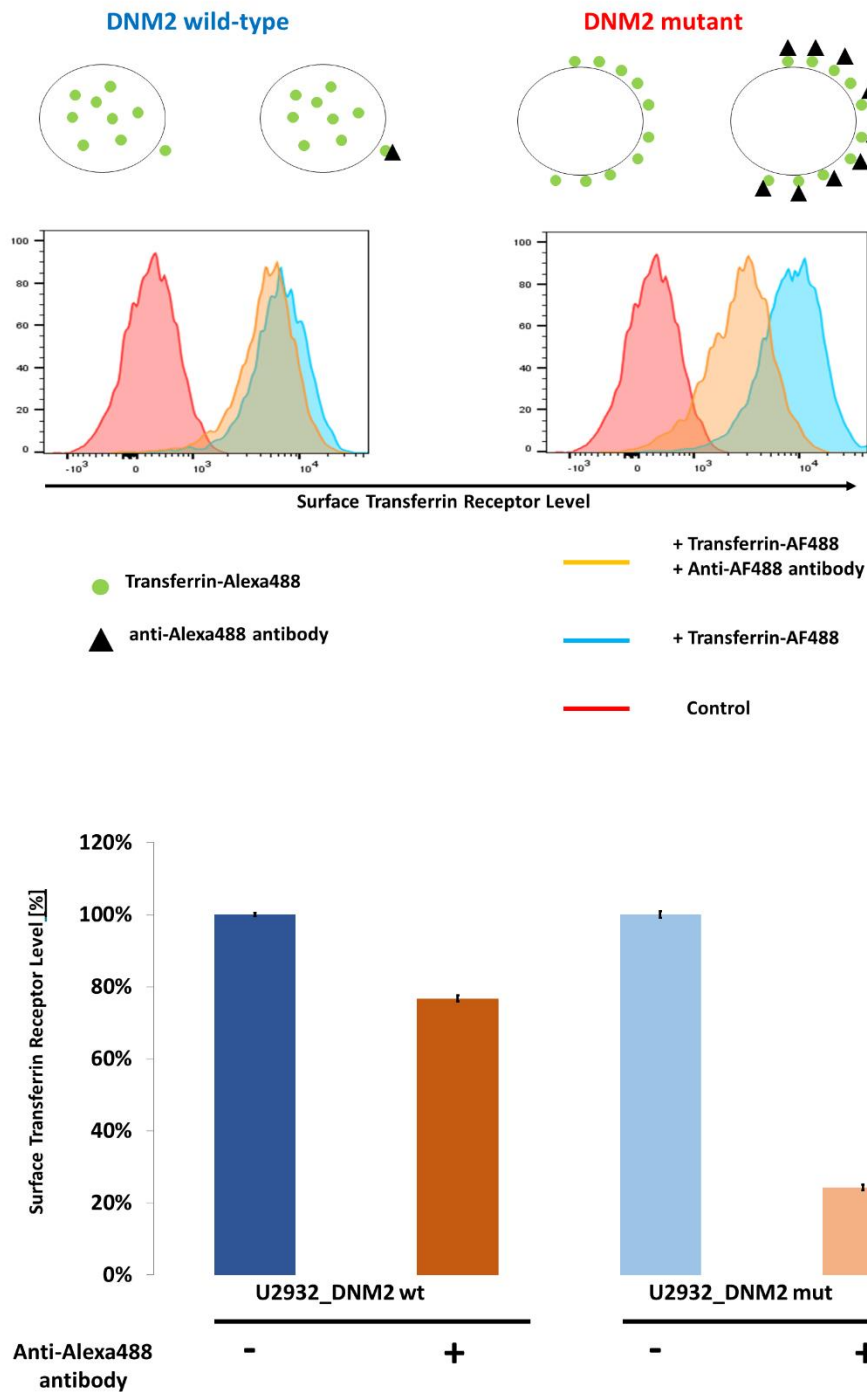 DNM2 wild-type
DNM2 mutant
100
80
60
40
20
0
-10³
0
10³
10⁴
100
80
60
40
20
0
-10³
0
10³
10⁴
Surface Transferrin Receptor Level
Transferrin-Alexa488
anti-Alexa488 antibody
+ Transferrin-AF488
+ Anti-AF488 antibody
+ Transferrin-AF488
Control
Surface Transferrin Receptor Level [%]
120%
100%
80%
60%
40%
20%
0%
U2932_DNM2 wt
U2932_DNM2 mut
Anti-Alexa488
antibody
- + - +